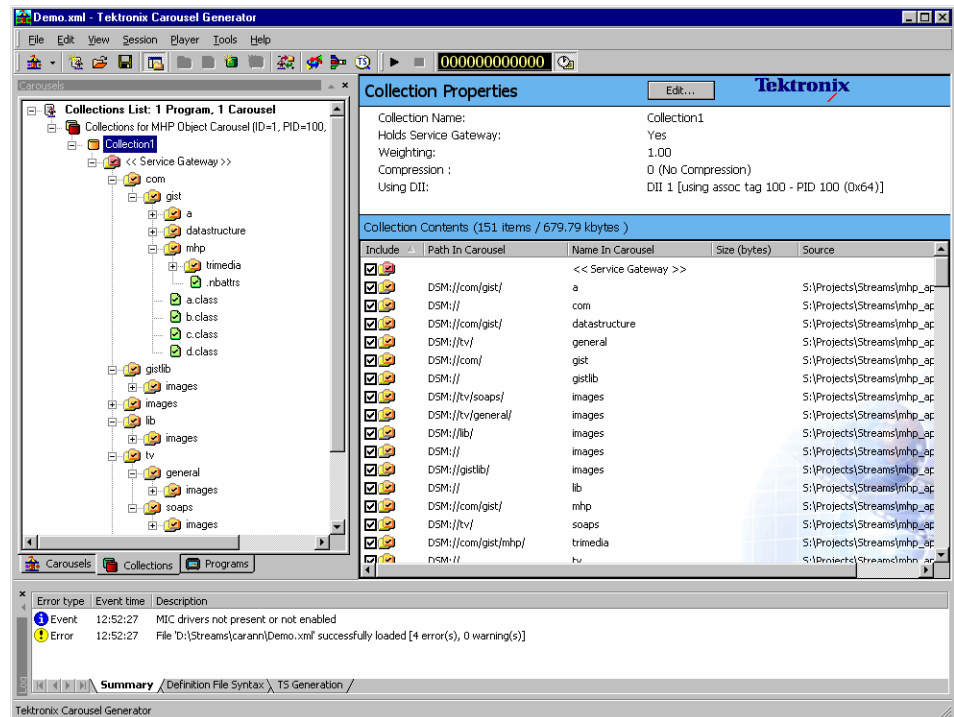 Demo.xml - Tektronix Carousel Generator
File Edit View Session Player Tools Help
000000000000
Carousels
Collections List: 1 Program, 1 Carousel
Collections for MHP Object Carousel (ID=1, PID=100,
Collection1
<< Service Gateway >>
com
gist
a
datastructure
mhp
trimedia
.nbattrs
a.class
b.class
c.class
d.class
gistlib
images
images
lib
images
tv
general
images
soaps
images
Carousels Collections Programs
Collection Properties Edit... Tektronix
Collection Name: Collection1
Holds Service Gateway: Yes
Weighting: 1.00
Compression : 0 (No Compression)
Using DII: DII 1 [using assoc tag 100 - PID 100 (0x64)]
Collection Contents (151 items / 679.79 kbytes )
Include Path In Carousel Name In Carousel Size (bytes) Source
<< Service Gateway >>
DSM://com/gist/ a S:\Projects\Streams\mhp_ap
DSM:// com S:\Projects\Streams\mhp_ap
DSM://com/gist/ datastructure S:\Projects\Streams\mhp_ap
DSM://tv/ general S:\Projects\Streams\mhp_ap
DSM://com/ gist S:\Projects\Streams\mhp_ap
DSM:// gistlib S:\Projects\Streams\mhp_ap
DSM://tv/soaps/ images S:\Projects\Streams\mhp_ap
DSM://tv/general/ images S:\Projects\Streams\mhp_ap
DSM://lib/ images S:\Projects\Streams\mhp_ap
DSM:// images S:\Projects\Streams\mhp_ap
DSM://gistlib/ images S:\Projects\Streams\mhp_ap
DSM:// lib S:\Projects\Streams\mhp_ap
DSM://com/gist/ mhp S:\Projects\Streams\mhp_ap
DSM://tv/ soaps S:\Projects\Streams\mhp_ap
DSM://com/gist/mhp/ trimedia S:\Projects\Streams\mhp_ap
DSM:// tv S:\Projects\Streams\mhp_ap
Error type Event time Description
Event 12:52:27 MIC drivers not present or not enabled
Error 12:52:27 File 'D:\Streams\carann\Demo.xml' successfully loaded [4 error(s), 0 warning(s)]
Log
Summary Definition File Syntax TS Generation
Tektronix Carousel Generator